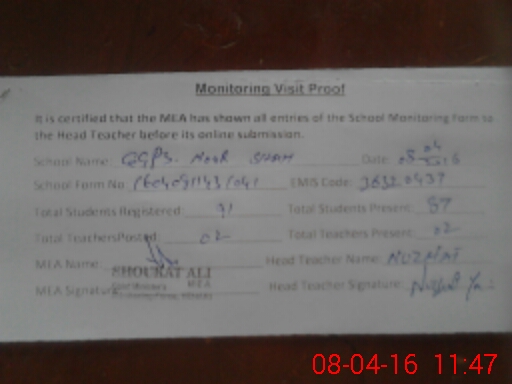 Monitoring Visit Proof
It is certified that the MEA has shown all entries of the School Monitoring Form to
the Head Teacher before its online submission.
School Name: GGPS. NOOR SHAH Date: 08-04
School Form No: EMIS Code: 36320437
Total Students Registered: 91 Total Students Present: 87
Total Teachers Posted: 02 Total Teachers Present: 02
MEA Name: Head Teacher Name: NUZHAT
SHOUKAT ALI
MEA Signature: M.E.A Head Teacher Signature:
08-04-16 11:47